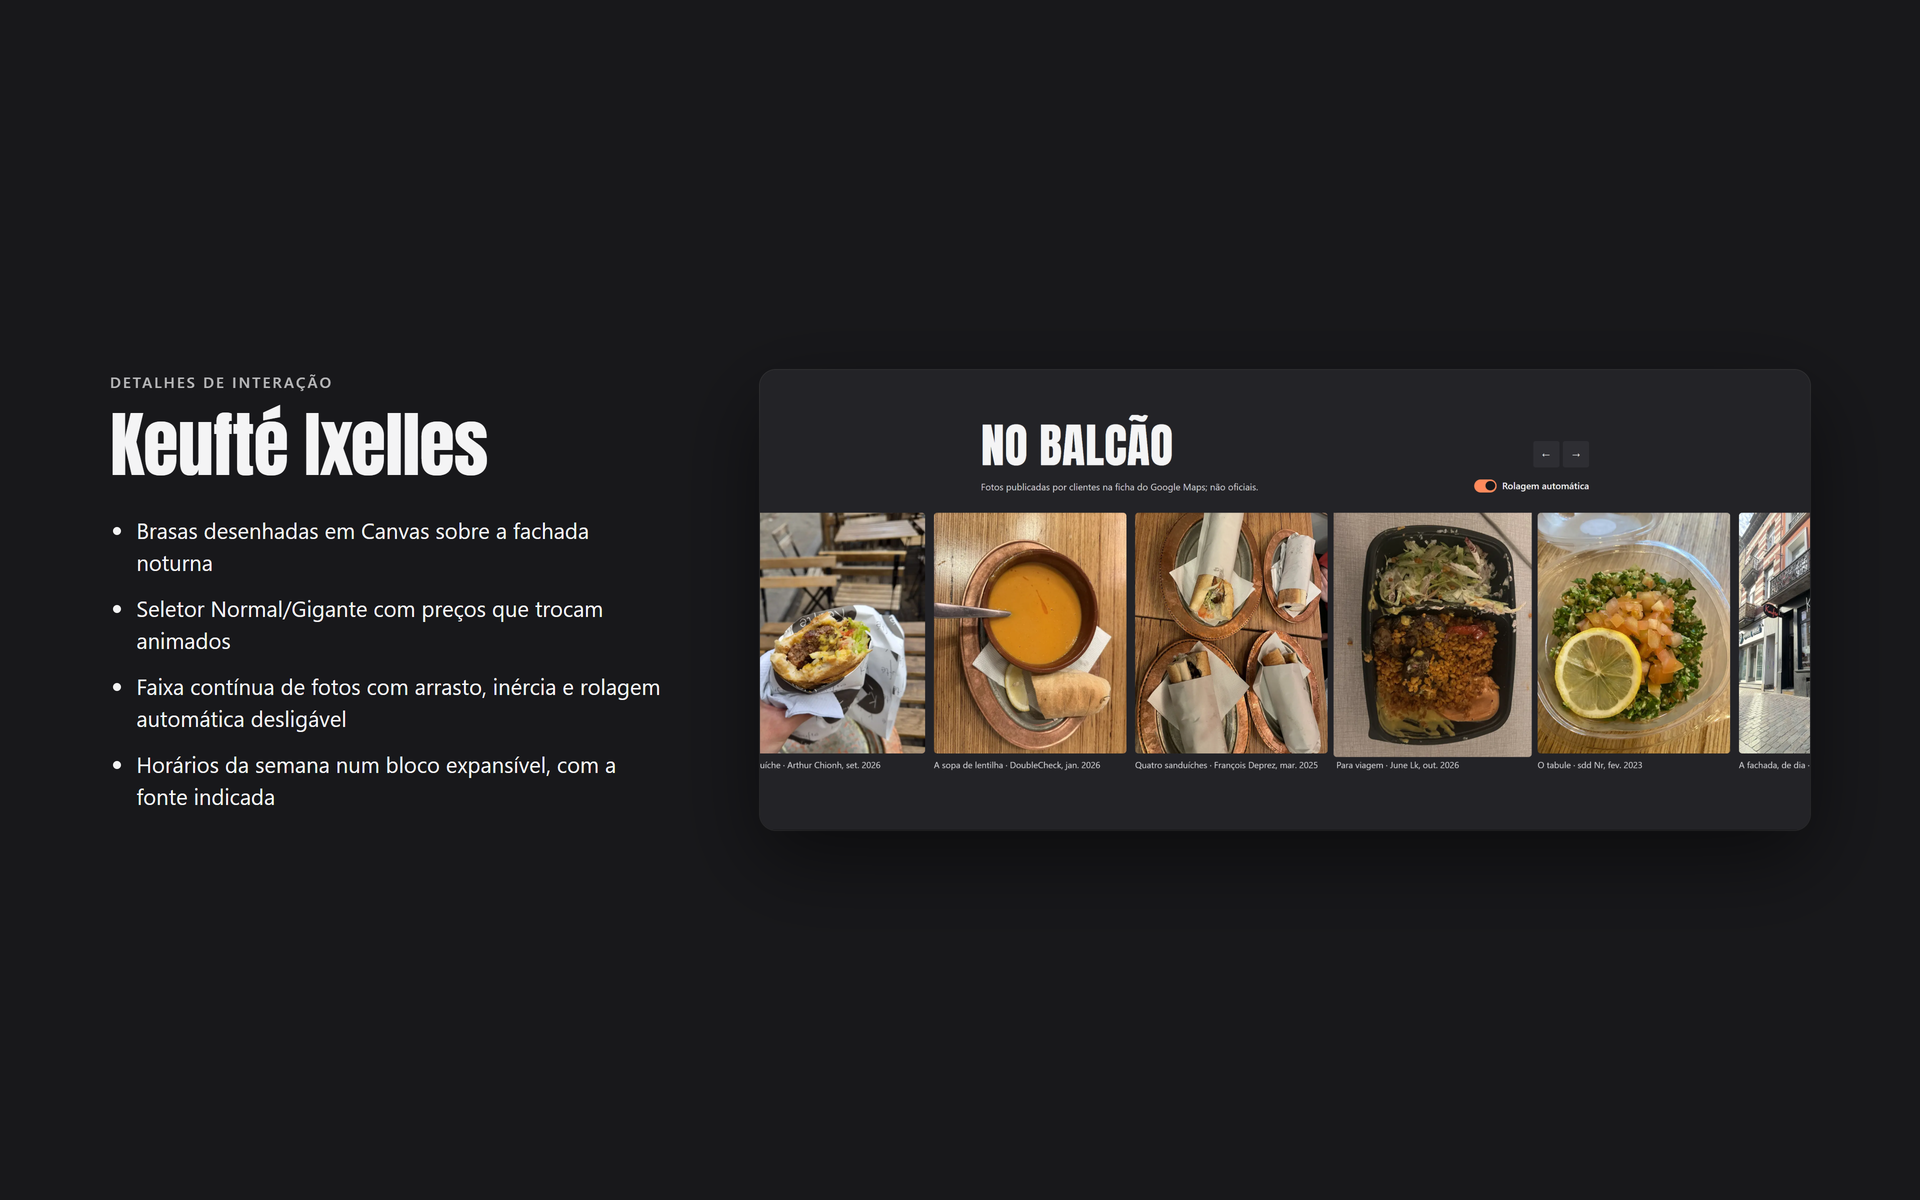 DETALHES DE INTERAÇÃO
Keufté Ixelles
• Brasas desenhadas em Canvas sobre a fachada
noturna
• Seletor Normal/Gigante com preços que trocam
animados
• Faixa contínua de fotos com arrasto, inércia e rolagem
automática desligável
• Horários da semana num bloco expansível, com a
fonte indicada
NO BALCÃO
Fotos publicadas por clientes na ficha do Google Maps; não oficiais.
← →
Rolagem automática
uíche · Arthur Chionh, set. 2026
A sopa de lentilha · DoubleCheck, jan. 2026
Quatro sanduíches · François Deprez, mar. 2025
Para viagem · June Lk, out. 2026
O tabule · sdd Nr, fev. 2023
A fachada, de dia ·